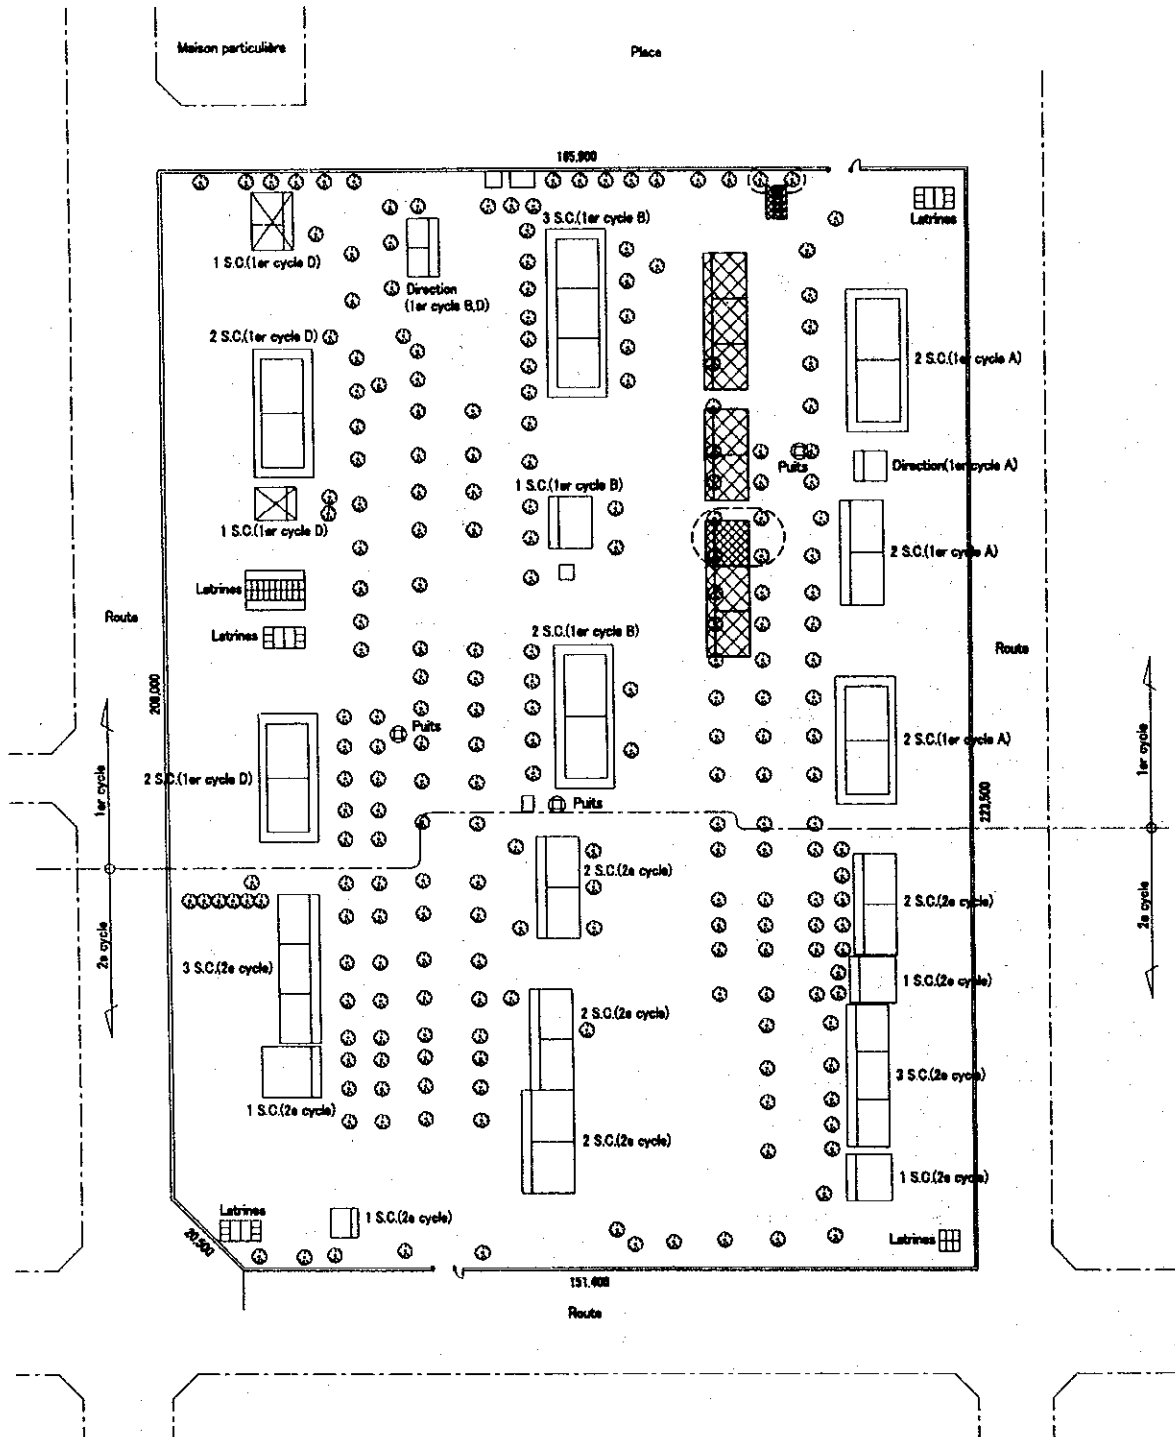 Maison particulière
Place
165,900
Latrines
1 S.C.(1er cycle D)
3 S.C.(1er cycle B)
Direction
(1er cycle B,D)
2 S.C.(1er cycle D)
2 S.C.(1er cycle A)
Puits
Direction(1er cycle A)
1 S.C.(1er cycle B)
1 S.C.(1er cycle D)
2 S.C.(1er cycle A)
Latrines
Route
Latrines
2 S.C.(1er cycle B)
Route
209,000
1er cycle
2e cycle
Puits
2 S.C.(1er cycle D)
2 S.C.(1er cycle A)
Puits
223,500
1er cycle
2e cycle
2 S.C.(2e cycle)
2 S.C.(2e cycle)
3 S.C.(2e cycle)
1 S.C.(2e cycle)
2 S.C.(2e cycle)
3 S.C.(2e cycle)
1 S.C.(2e cycle)
2 S.C.(2e cycle)
1 S.C.(2e cycle)
Latrines
1 S.C.(2e cycle)
20,500
Latrines
151,400
Route